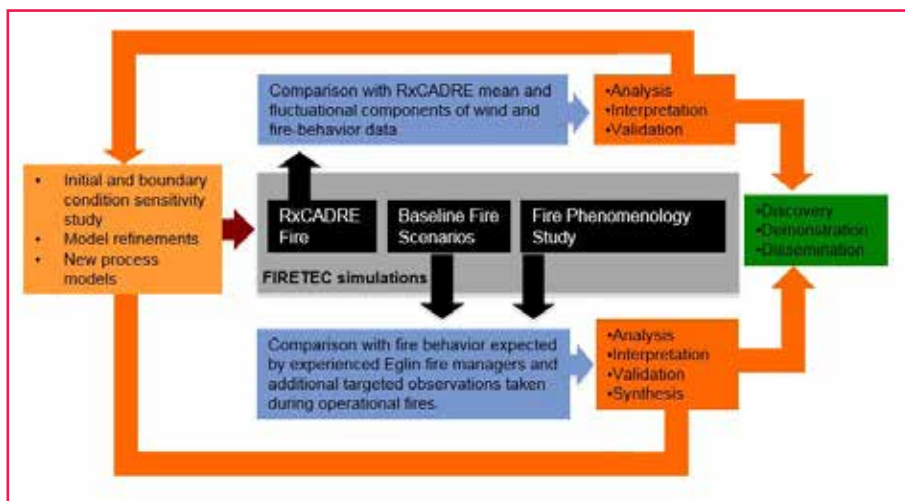 Comparison with RxCADRE mean and
fluctuational components of wind and
fire-behavior data
•Analysis
•Interpretation
•Validation
• Initial and boundary
condition sensitivity
study
• Model refinements
• New process
models
RxCADRE
Fire
Baseline Fire
Scenarios
Fire Phenomenology
Study
FIRETEC simulations
•Discovery
•Demonstration
•Dissemination
Comparison with fire behavior expected
by experienced Eglin fire managers and
additional targeted observations taken
during operational fires.
•Analysis
•Interpretation
•Validation
•Synthesis